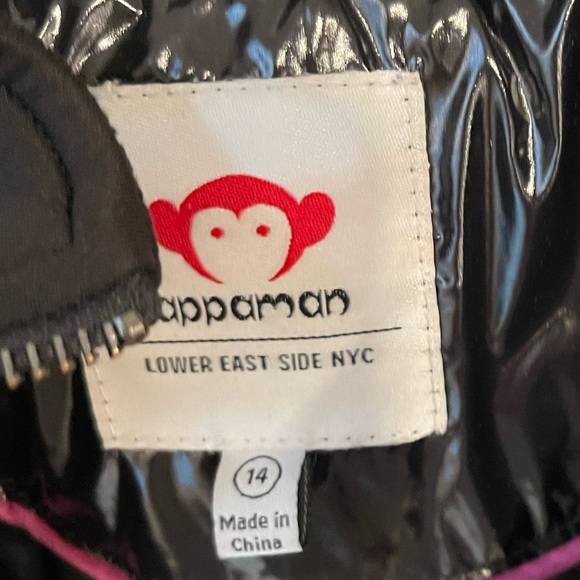 appaman
LOWER EAST SIDE NYC
14
Made in
China